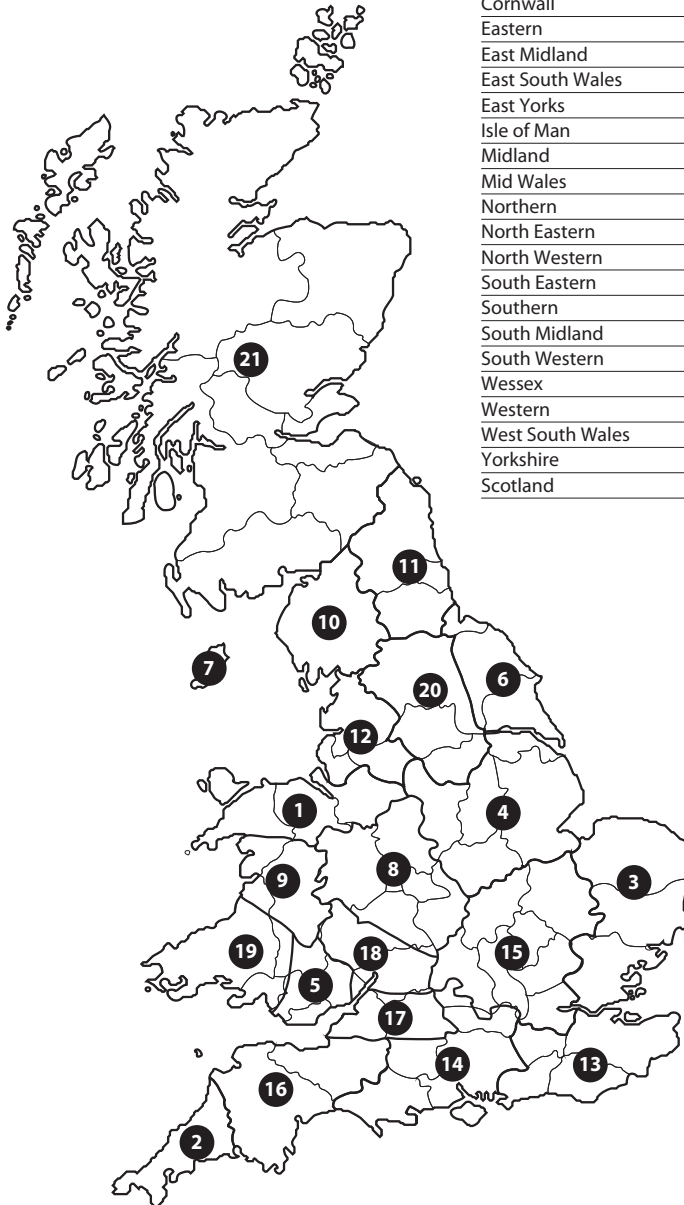 Cornwall
Eastern
East Midland
East South Wales
East Yorks
Isle of Man
Midland
Mid Wales
Northern
North Eastern
North Western
South Eastern
Southern
South Midland
South Western
Wessex
Western
West South Wales
Yorkshire
Scotland
21
11
10
7
6
20
12
1
4
8
3
9
19
18
15
5
17
14
13
16
2